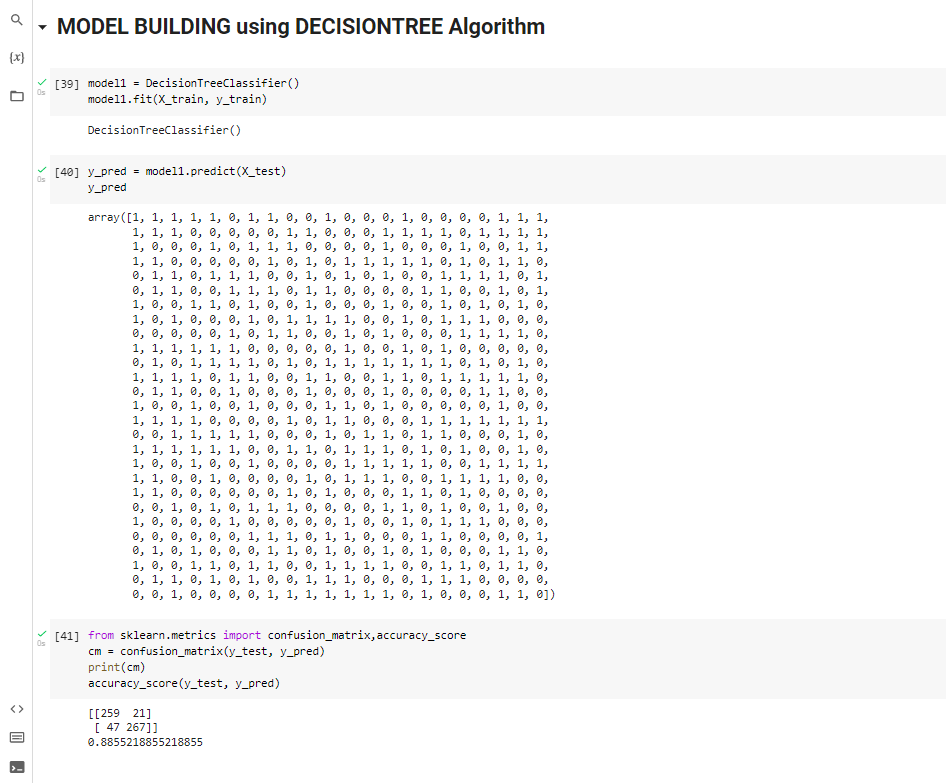 MODEL BUILDING using DECISIONTREE Algorithm
{x}
[39] model1 = DecisionTreeClassifier()
model1.fit(X_train, y_train)
0s
DecisionTreeClassifier()
[40] y_pred = model1.predict(X_test)
y_pred
0s
array([1, 1, 1, 1, 1, 0, 1, 1, 0, 0, 1, 0, 0, 0, 1, 0, 0, 0, 0, 1, 1, 1,
1, 1, 1, 0, 0, 0, 0, 0, 1, 1, 0, 0, 0, 1, 1, 1, 1, 0, 1, 1, 1, 1,
1, 0, 0, 0, 1, 0, 1, 1, 1, 0, 0, 0, 0, 1, 0, 0, 0, 1, 0, 0, 1, 1,
1, 1, 0, 0, 0, 0, 0, 1, 0, 1, 0, 1, 1, 1, 1, 1, 0, 1, 0, 1, 1, 0,
0, 1, 1, 0, 1, 1, 1, 0, 0, 1, 0, 1, 0, 1, 0, 0, 1, 1, 1, 1, 0, 1,
0, 1, 1, 0, 0, 1, 1, 1, 0, 1, 1, 0, 0, 0, 0, 1, 1, 0, 0, 1, 0, 1,
1, 0, 0, 1, 1, 0, 1, 0, 0, 1, 0, 0, 0, 1, 0, 0, 1, 0, 1, 0, 1, 0,
1, 0, 1, 0, 0, 0, 1, 0, 1, 1, 1, 1, 0, 0, 1, 0, 1, 1, 1, 0, 0, 0,
0, 0, 0, 0, 0, 1, 0, 1, 1, 0, 0, 1, 0, 1, 0, 0, 0, 1, 1, 1, 1, 0,
1, 1, 1, 1, 1, 1, 0, 0, 0, 0, 0, 1, 0, 0, 1, 0, 1, 0, 0, 0, 0, 0,
0, 1, 0, 1, 1, 1, 1, 0, 1, 0, 1, 1, 1, 1, 1, 1, 1, 0, 1, 0, 1, 0,
1, 1, 1, 1, 0, 1, 1, 0, 0, 1, 1, 0, 0, 1, 1, 0, 1, 1, 1, 1, 1, 0,
0, 1, 1, 0, 0, 1, 0, 0, 0, 1, 0, 0, 0, 1, 0, 0, 0, 0, 1, 1, 0, 0,
1, 0, 0, 1, 0, 0, 1, 0, 0, 0, 1, 1, 0, 1, 0, 0, 0, 0, 0, 1, 0, 0,
1, 1, 1, 1, 0, 0, 0, 0, 1, 0, 1, 1, 0, 0, 0, 1, 1, 1, 1, 1, 1, 1,
0, 0, 1, 1, 1, 1, 1, 0, 0, 0, 1, 0, 1, 1, 0, 1, 1, 0, 0, 0, 1, 0,
1, 1, 1, 1, 1, 1, 0, 0, 1, 1, 0, 1, 1, 1, 0, 1, 0, 1, 0, 0, 1, 0,
1, 0, 0, 1, 0, 0, 1, 0, 0, 0, 0, 1, 1, 1, 1, 1, 0, 0, 1, 1, 1, 1,
1, 1, 0, 0, 1, 0, 0, 0, 0, 1, 0, 1, 1, 1, 0, 0, 1, 1, 1, 1, 0, 0,
1, 1, 0, 0, 0, 0, 0, 0, 1, 0, 1, 0, 0, 0, 1, 1, 0, 1, 0, 0, 0, 0,
0, 0, 1, 0, 1, 0, 1, 1, 1, 0, 0, 0, 0, 1, 1, 0, 1, 0, 0, 1, 0, 0,
1, 0, 0, 0, 0, 1, 0, 0, 0, 0, 0, 1, 0, 0, 1, 0, 1, 1, 1, 0, 0, 0,
0, 0, 0, 0, 0, 0, 1, 1, 0, 1, 1, 1, 0, 0, 0, 1, 1, 0, 0, 0, 0, 1,
0, 1, 0, 1, 0, 0, 0, 1, 1, 0, 1, 0, 0, 1, 0, 1, 0, 0, 0, 1, 1, 0,
1, 0, 0, 1, 1, 0, 1, 1, 0, 0, 1, 1, 1, 1, 0, 1, 1, 1, 0, 1, 1, 0,
0, 1, 1, 0, 1, 0, 1, 0, 0, 1, 1, 1, 0, 0, 0, 1, 1, 1, 0, 0, 0, 0,
0, 0, 1, 0, 0, 0, 0, 1, 1, 1, 1, 1, 1, 1, 0, 1, 0, 0, 0, 1, 1, 0])
[41] from sklearn.metrics import confusion_matrix,accuracy_score
0s
cm = confusion_matrix(y_test, y_pred)
print(cm)
accuracy_score(y_test, y_pred)
[[259 21]
[ 47 267]]
0.8855218855218855